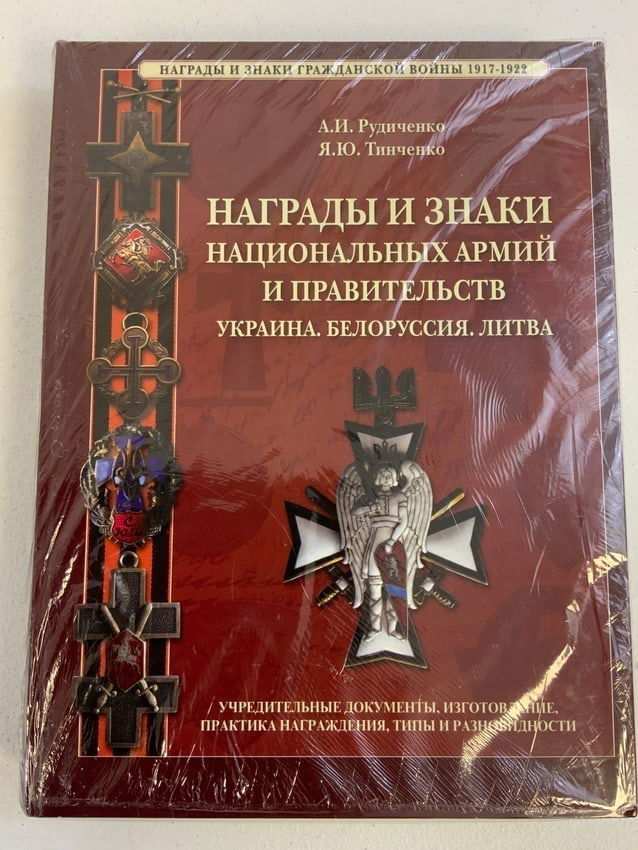 НАГРАДЫ И ЗНАКИ ГРАЖДАНСКОЙ ВОЙНЫ 1917-1922
А.И. Рудиченко
Я.Ю. Тинченко
НАГРАДЫ И ЗНАКИ
НАЦИОНАЛЬНЫХ АРМИЙ
И ПРАВИТЕЛЬСТВ
УКРАИНА. БЕЛОРУССИЯ. ЛИТВА
УЧРЕДИТЕЛЬНЫЕ ДОКУМЕНТЫ, ИЗГОТОВЛЕНИЕ,
ПРАКТИКА НАГРАЖДЕНИЯ, ТИПЫ И РАЗНОВИДНОСТИ